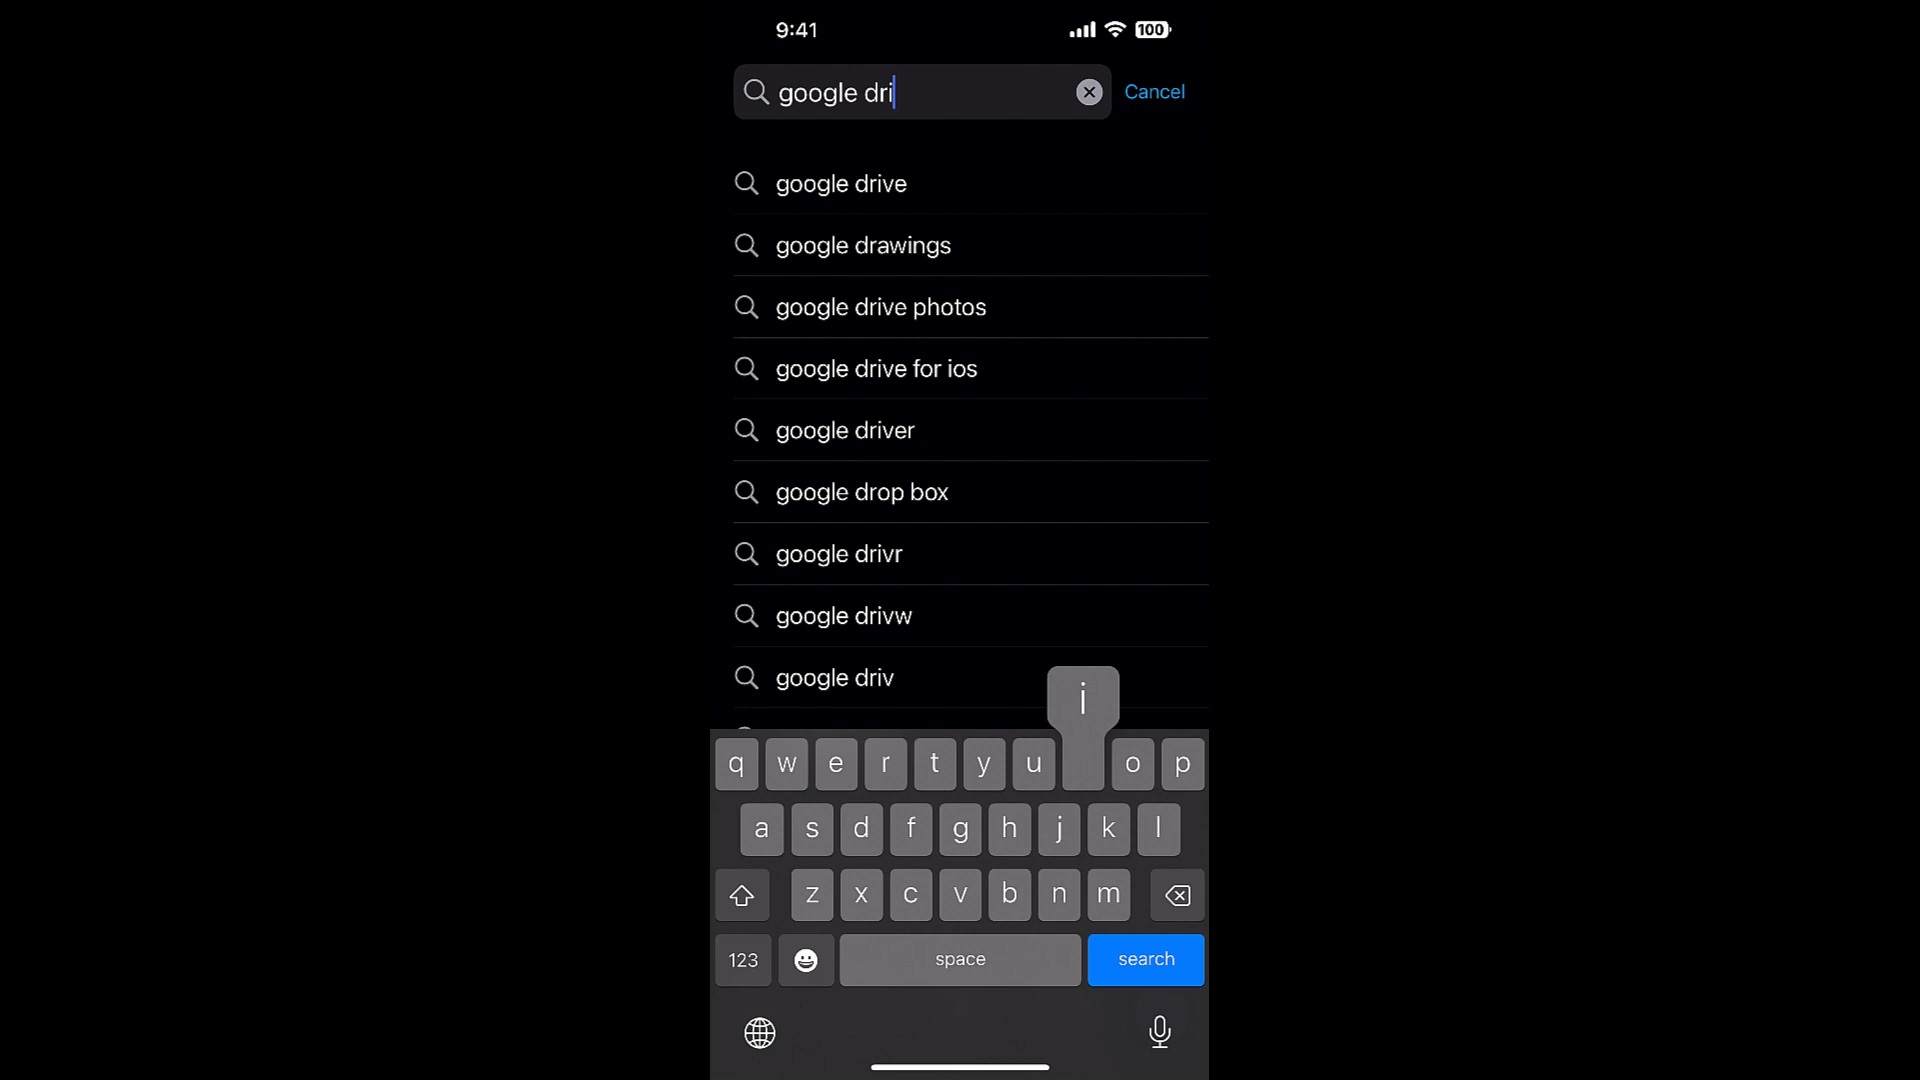 9:41
100
google dri
Cancel
google drive
google drawings
google drive photos
google drive for ios
google driver
google drop box
google drivr
google drivw
google driv
i
q w e r t y u o p
a s d f g h j k l
z x c v b n m
123 space search